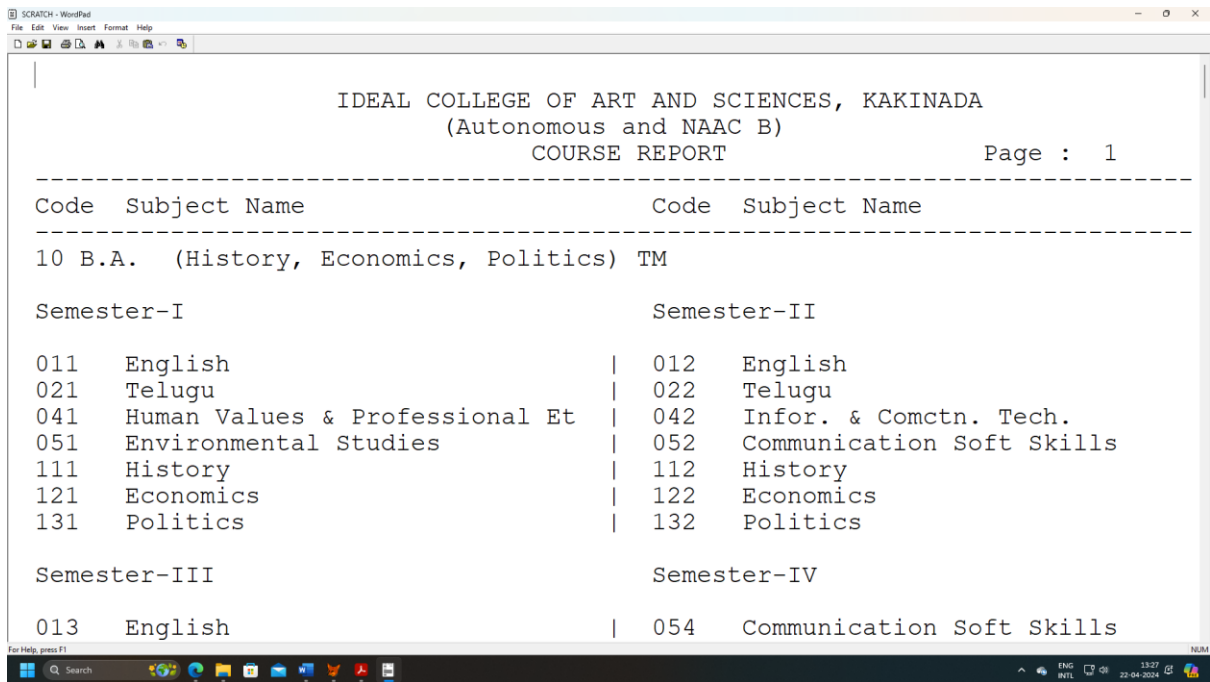 SCRATCH - WordPad
File Edit View Insert Format Help
IDEAL COLLEGE OF ART AND SCIENCES, KAKINADA
(Autonomous and NAAC B)
COURSE REPORT Page : 1
--------------------------------------------------------------------------------
Code Subject Name Code Subject Name
--------------------------------------------------------------------------------
10 B.A. (History, Economics, Politics) TM
Semester-I Semester-II
011 English | 012 English
021 Telugu | 022 Telugu
041 Human Values & Professional Et | 042 Infor. & Comctn. Tech.
051 Environmental Studies | 052 Communication Soft Skills
111 History | 112 History
121 Economics | 122 Economics
131 Politics | 132 Politics
Semester-III Semester-IV
013 English | 054 Communication Soft Skills
For Help, press F1 NUM
Search ENG 13:27
INTL 22-04-2024